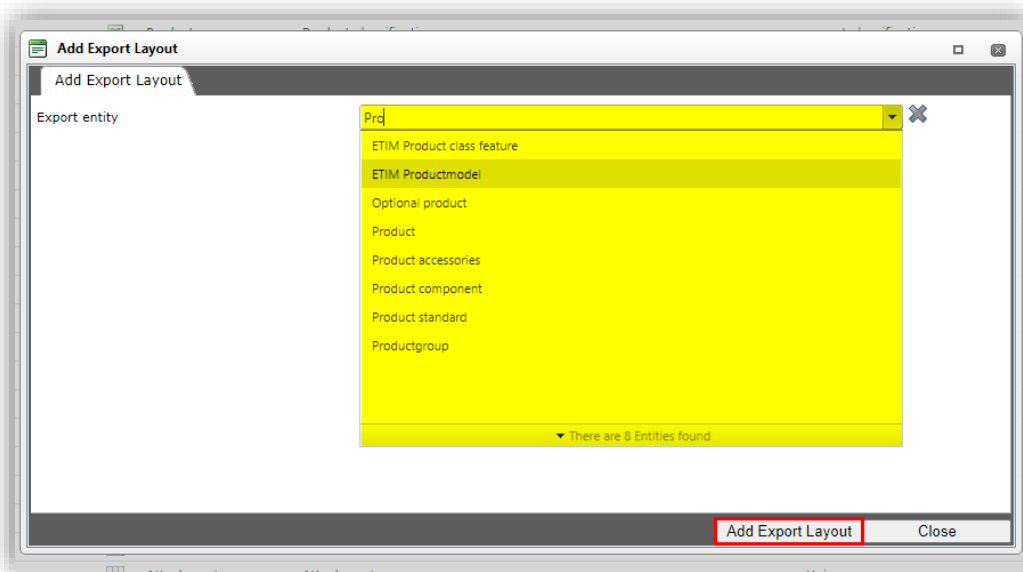 Add Export Layout
Add Export Layout
Export entity
Pro
ETIM Product class feature
ETIM Productmodel
Optional product
Product
Product accessories
Product component
Product standard
Productgroup
There are 8 Entities found
Add Export Layout Close